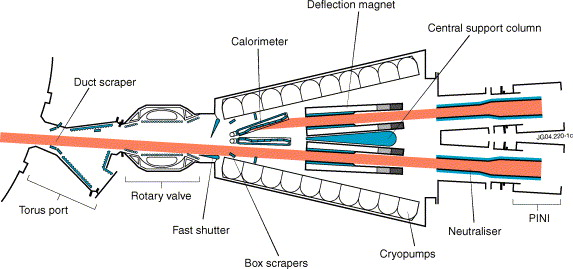 Deflection magnet
Central support column
Calorimeter
Duct scraper
JG04.220-1c
Torus port
Rotary valve
Fast shutter
Box scrapers
Cryopumps
Neutraliser
PINI